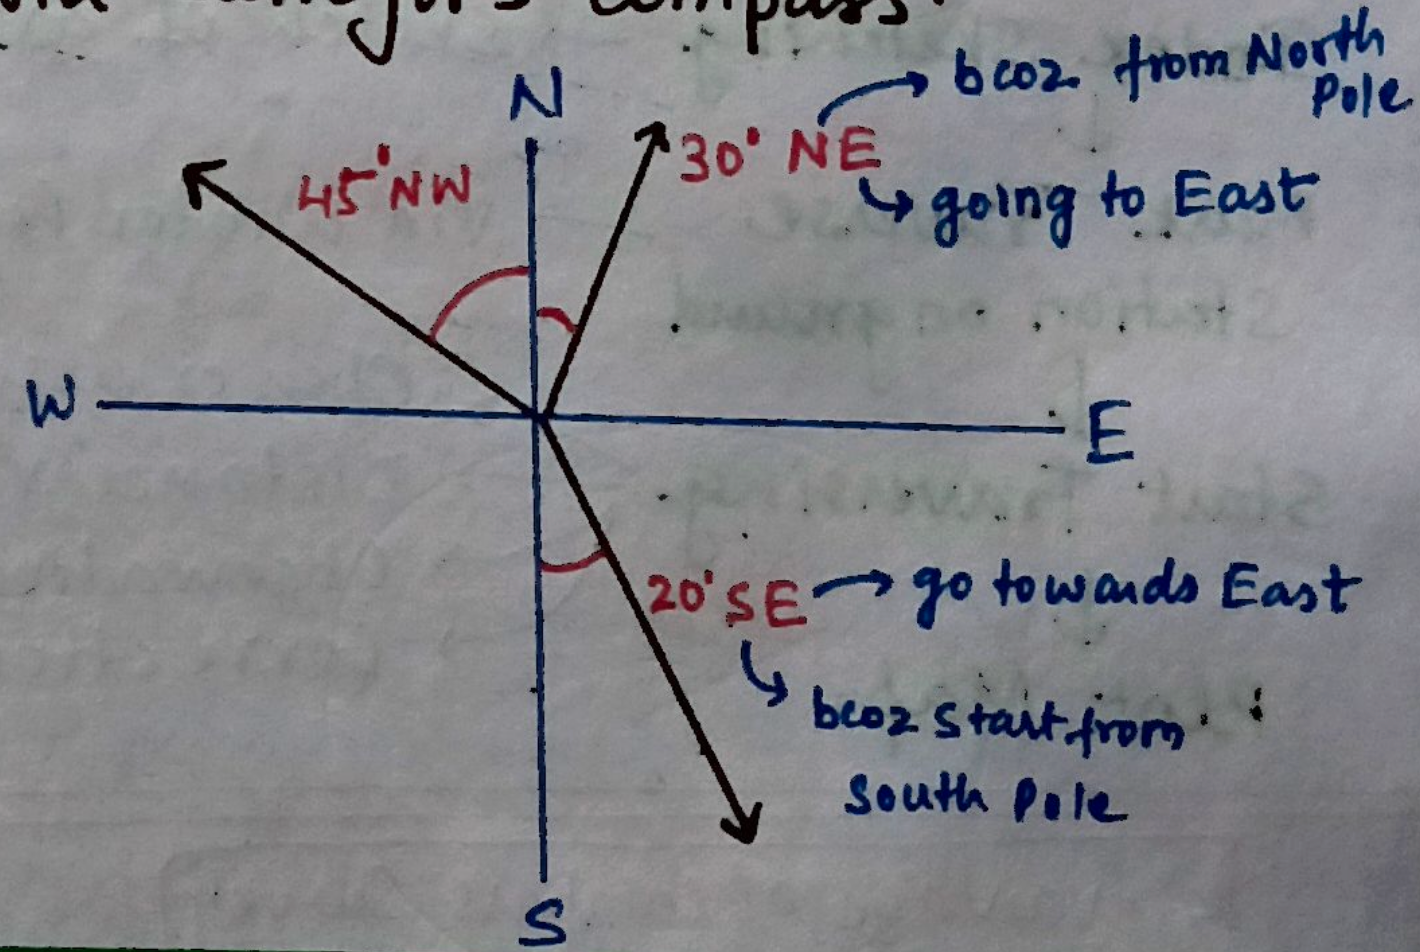 compass
N
bcoz from North
Pole
45° NW
30° NE
going to East
W
E
20° SE
go towards East
bcoz start from
South Pole
S